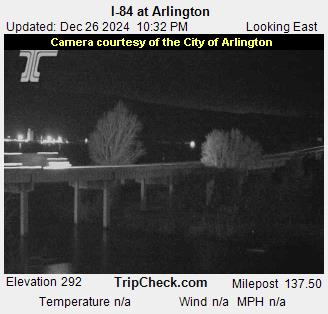 I-84 at Arlington
Updated: Dec 26 2024 10:32 PM Looking East
Camera courtesy of the City of Arlington
Elevation 292 TripCheck.com Milepost 137.50
Temperature n/a Wind n/a MPH n/a